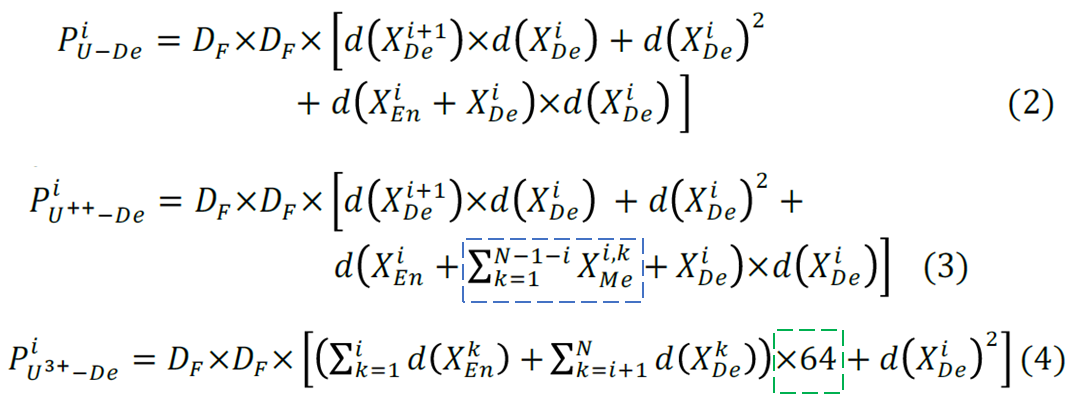 P^i_{U−De} = D_F × D_F × [d(X^{i+1}_{De})×d(X^i_{De}) + d(X^i_{De})^2
+ d(X^i_{En} + X^i_{De})×d(X^i_{De})] (2)
P^i_{U^{++}−De} = D_F × D_F × [d(X^{i+1}_{De})×d(X^i_{De}) + d(X^i_{De})^2 +
d(X^i_{En} + ∑^{N−1−i}_{k=1} X^{i,k}_{Me} + X^i_{De})×d(X^i_{De})] (3)
P^i_{U^{3+}−De} = D_F × D_F × [(∑^i_{k=1} d(X^k_{En}) + ∑^N_{k=i+1} d(X^k_{De}))×64 + d(X^i_{De})^2] (4)